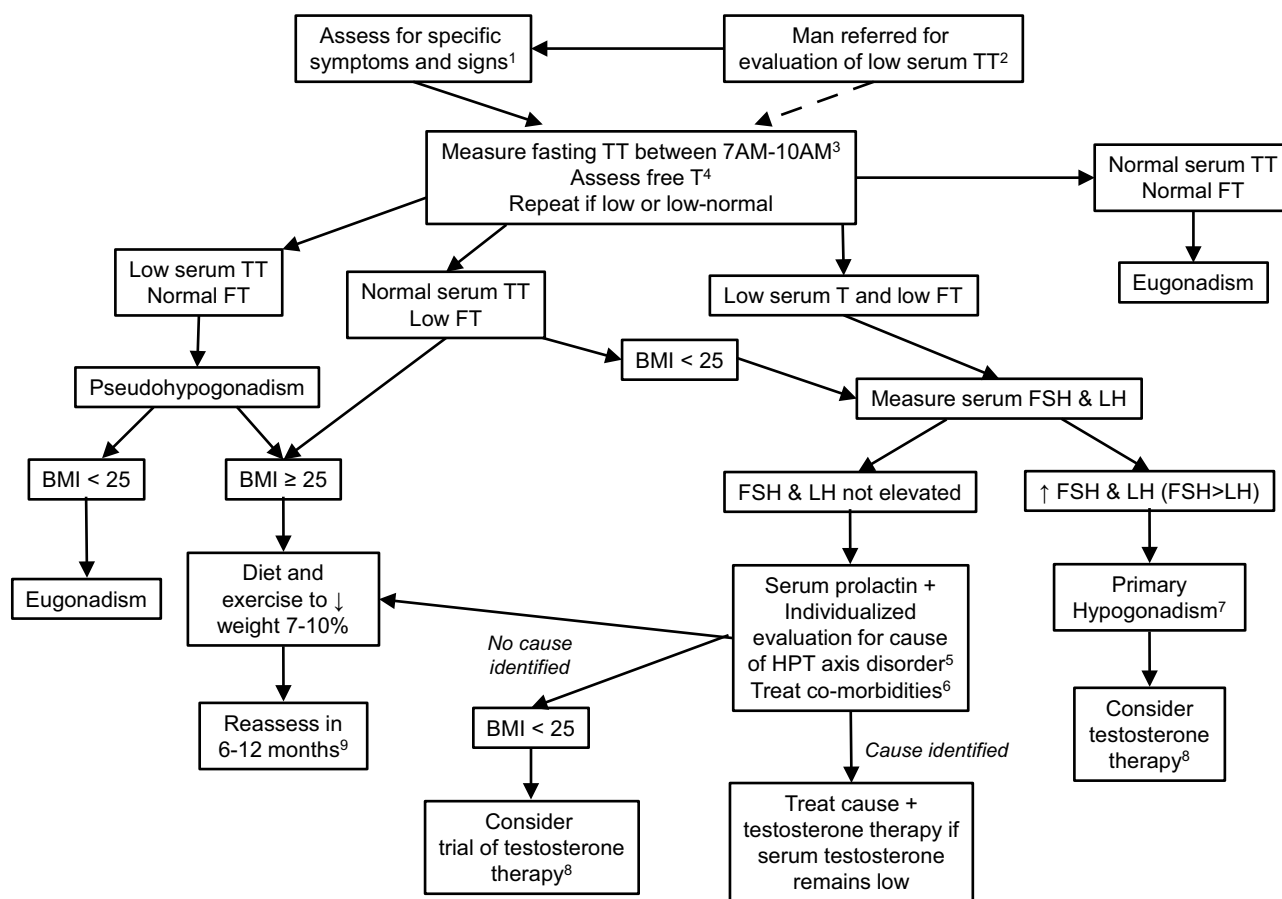 Assess for specific
symptoms and signs¹
Man referred for
evaluation of low serum TT²
Measure fasting TT between 7AM-10AM³
Assess free T⁴
Repeat if low or low-normal
Normal serum TT
Normal FT
Eugonadism
Low serum TT
Normal FT
Normal serum TT
Low FT
Low serum T and low FT
BMI < 25
Pseudohypogonadism
Measure serum FSH & LH
BMI < 25
BMI ≥ 25
FSH & LH not elevated
↑ FSH & LH (FSH>LH)
Eugonadism
Diet and
exercise to ↓
weight 7-10%
Serum prolactin +
Individualized
evaluation for cause
of HPT axis disorder⁵
Treat co-morbidities⁶
Primary
Hypogonadism⁷
No cause
identified
Reassess in
6-12 months⁹
BMI < 25
Cause identified
Consider
testosterone
therapy⁸
Consider
trial of testosterone
therapy⁸
Treat cause +
testosterone therapy if
serum testosterone
remains low